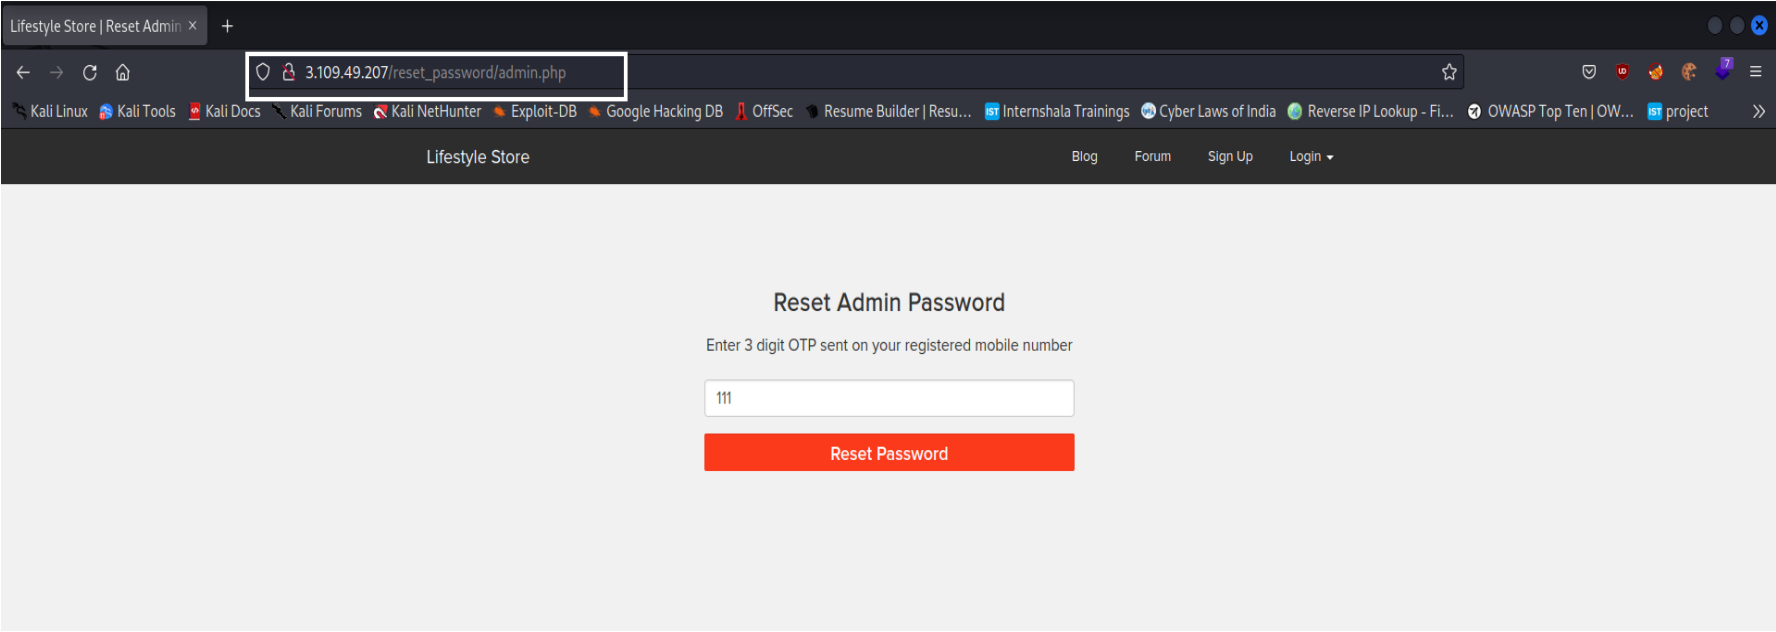 Lifestyle Store | Reset Admin
3.109.49.207/reset_password/admin.php
7
Kali Linux Kali Tools Kali Docs Kali Forums Kali NetHunter Exploit-DB Google Hacking DB OffSec Resume Builder | Resu... IST Internshala Trainings Cyber Laws of India Reverse IP Lookup - Fi... OWASP Top Ten | OW... IST project
Lifestyle Store Blog Forum Sign Up Login
Reset Admin Password
Enter 3 digit OTP sent on your registered mobile number
111
Reset Password